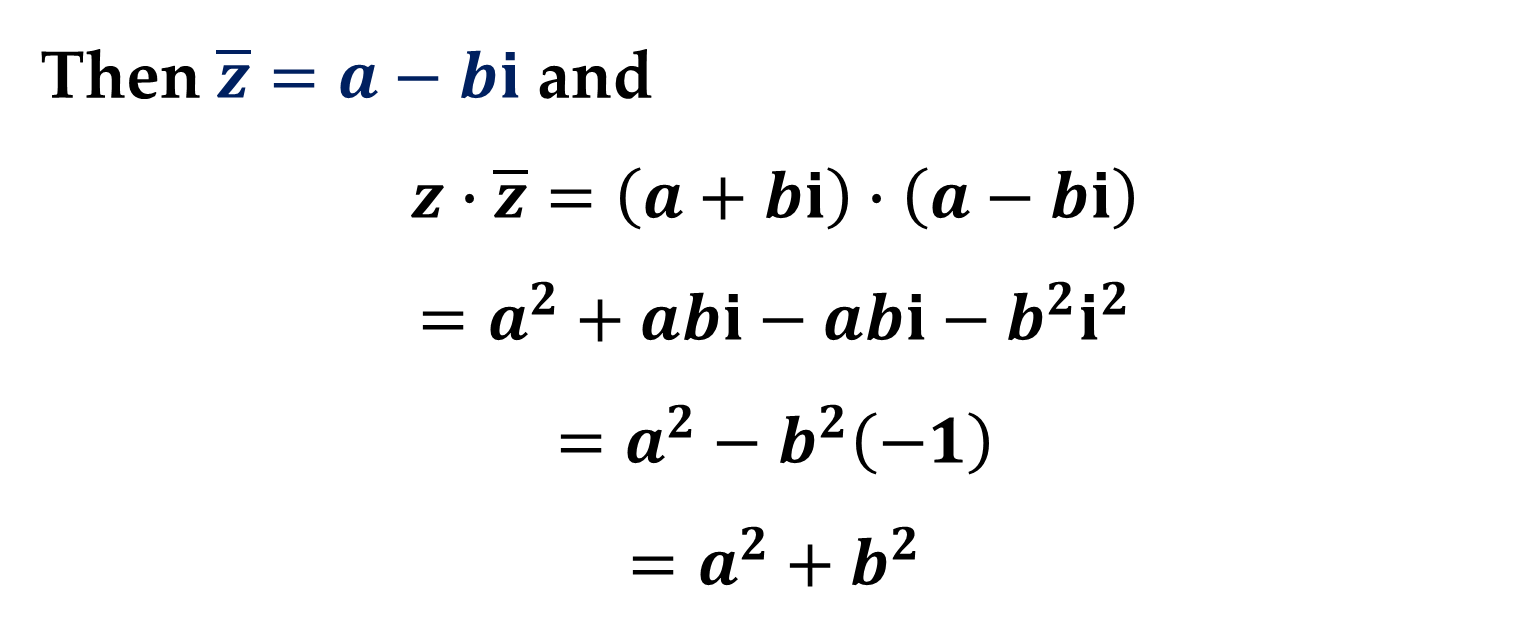 Then z̅ = a − bi and
z · z̅ = (a + bi) · (a − bi)
= a² + abi − abi − b²i²
= a² − b²(−1)
= a² + b²